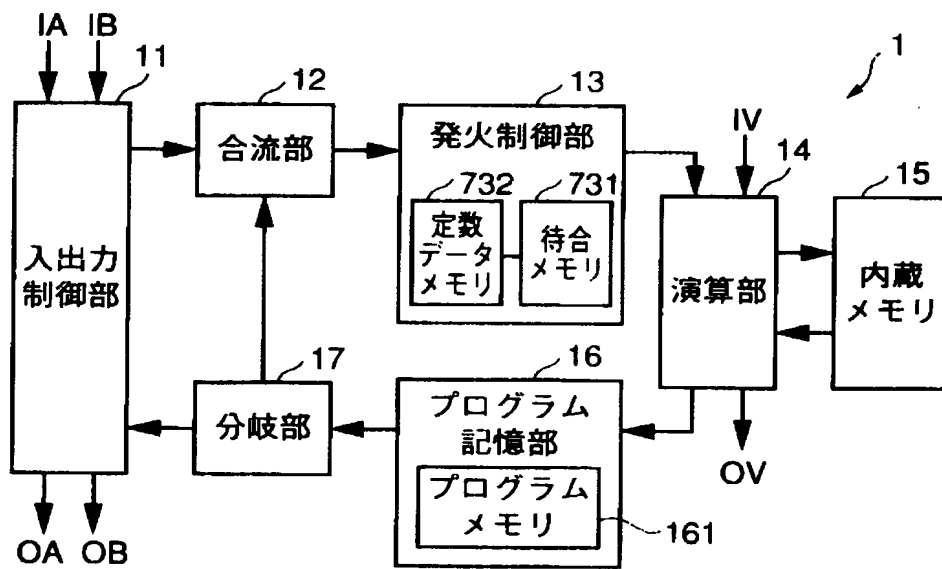 IA IB
11
12
13
1
合流部
発火制御部
IV
14
15
732
731
定数
データ
メモリ
待合
メモリ
入出力
制御部
演算部
内蔵
メモリ
17
16
分岐部
プログラム
記憶部
プログラム
メモリ
161
OV
OA OB